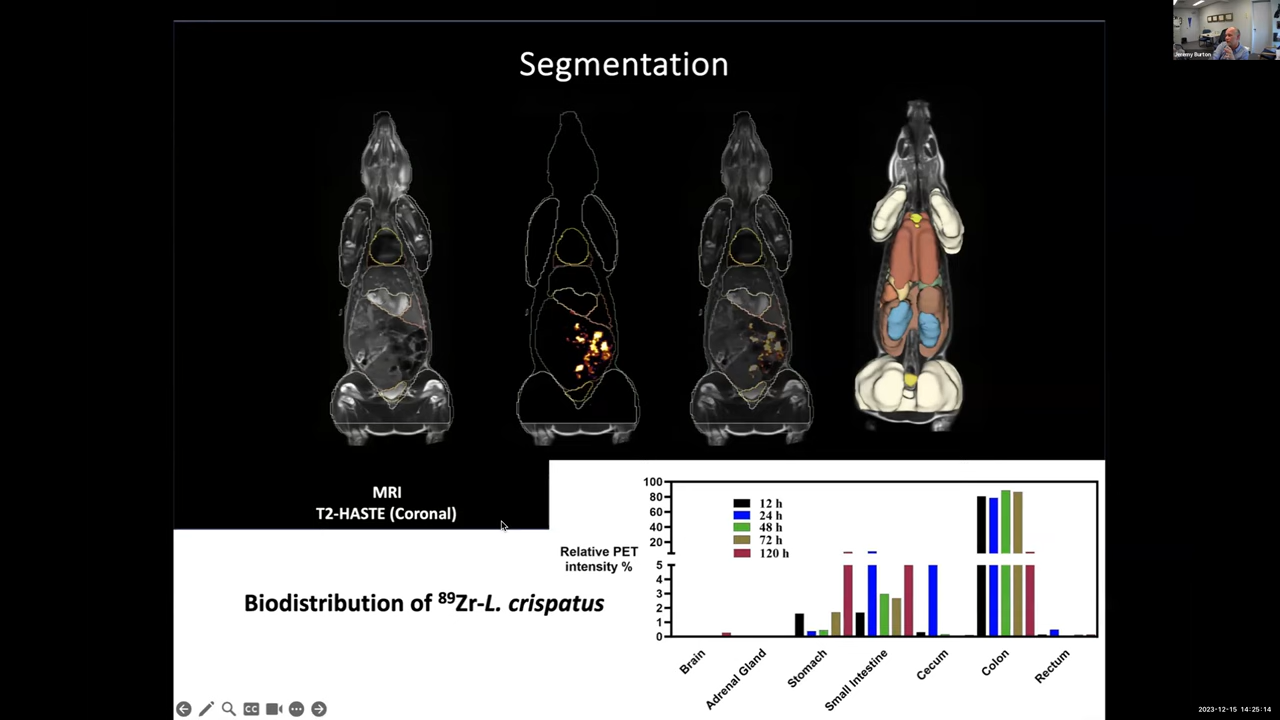 Jeremy Burton
Segmentation
MRI
T2-HASTE (Coronal)
Biodistribution of ⁸⁹Zr-L. crispatus
Relative PET
intensity %
100
80
60
40
20
5
4
3
2
1
0
12 h
24 h
48 h
72 h
120 h
Brain
Adrenal Gland
Stomach
Small Intestine
Cecum
Colon
Rectum
CC
2023-12-15 14:25:14